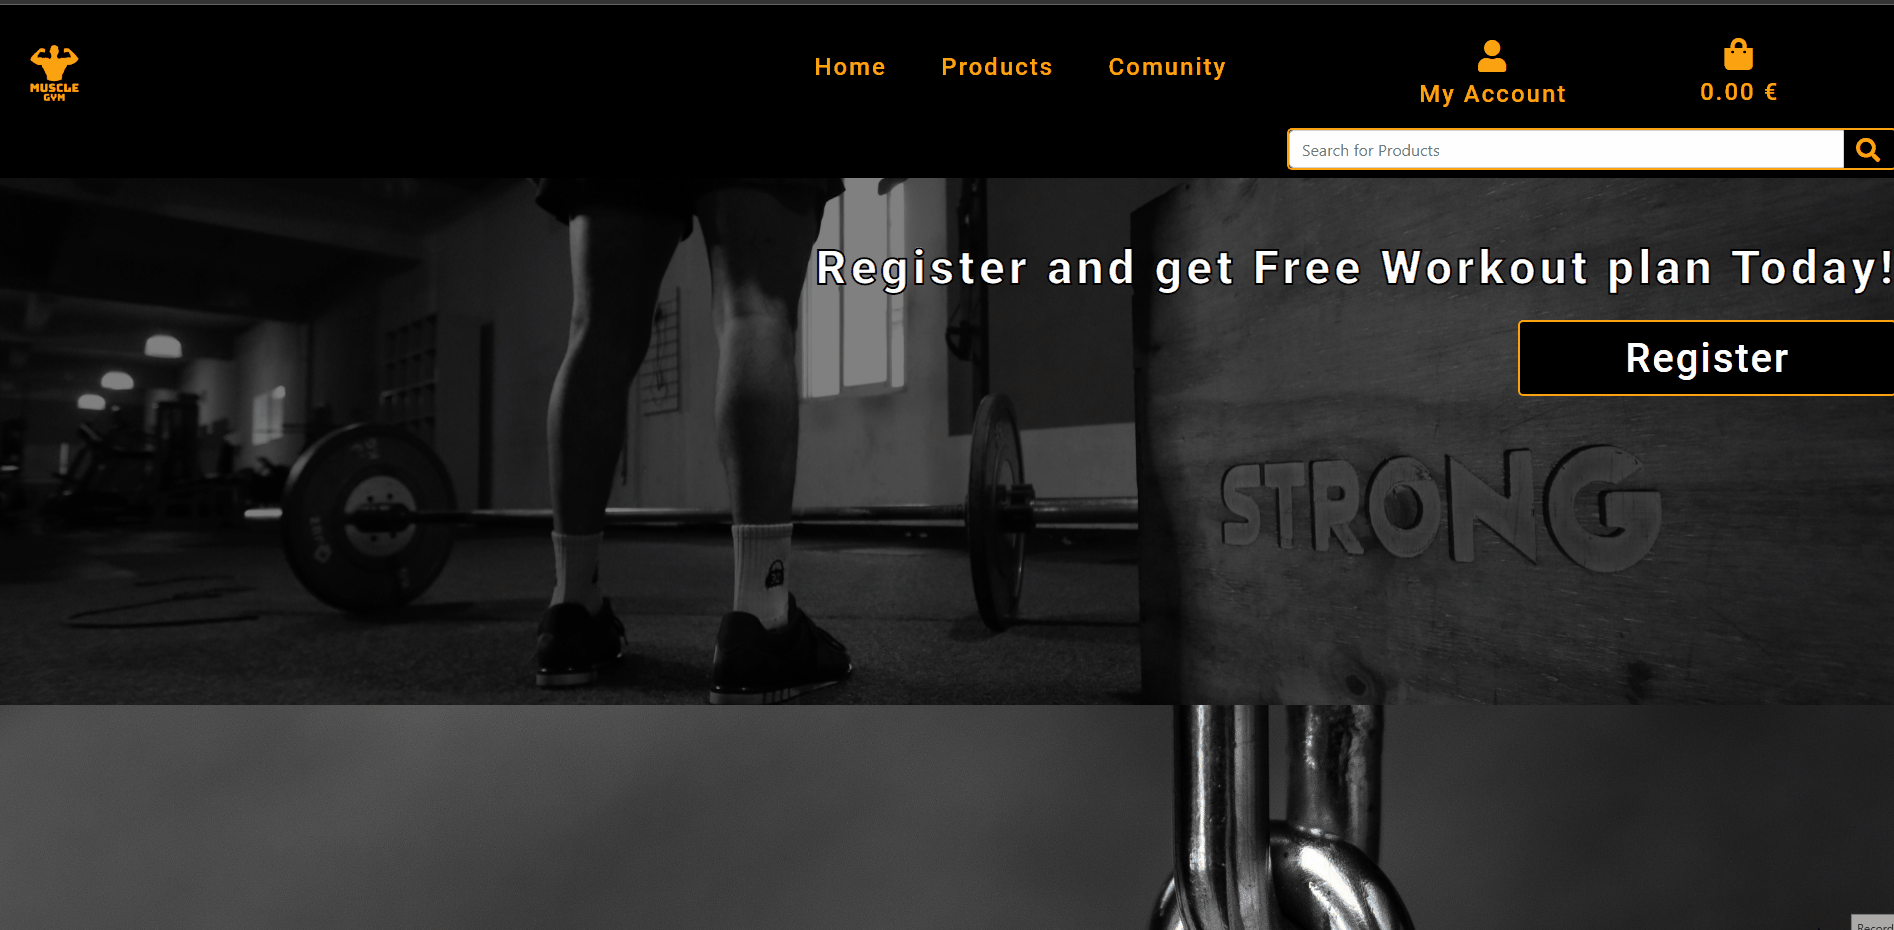 MUSCLE
GYM
Home Products Comunity
My Account
0.00 €
Search for Products
Register and get Free Workout plan Today!
Register
STRONG
Record